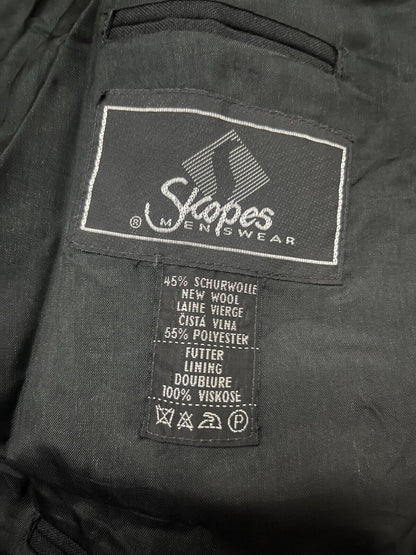 Skopes
® MENSWEAR
45% SCHURWOLLE
NEW WOOL
LAINE VIERGE
ČISTÁ VLNA
55% POLYESTER
FUTTER
LINING
DOUBLURE
100% VISKOSE
P